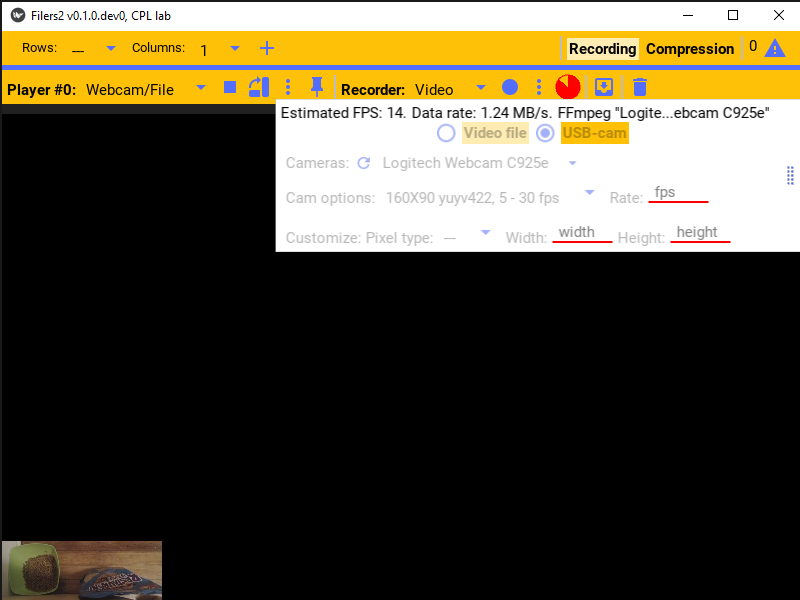 Filers2 v0.1.0.dev0, CPL lab
Rows: --- Columns: 1 Recording Compression 0
Player #0: Webcam/File Recorder: Video
Estimated FPS: 14. Data rate: 1.24 MB/s. FFmpeg "Logite...ebcam C925e"
Video file USB-cam
Cameras: Logitech Webcam C925e
Cam options: 160X90 yuyv422, 5 - 30 fps Rate: fps
Customize: Pixel type: --- Width: width Height: height